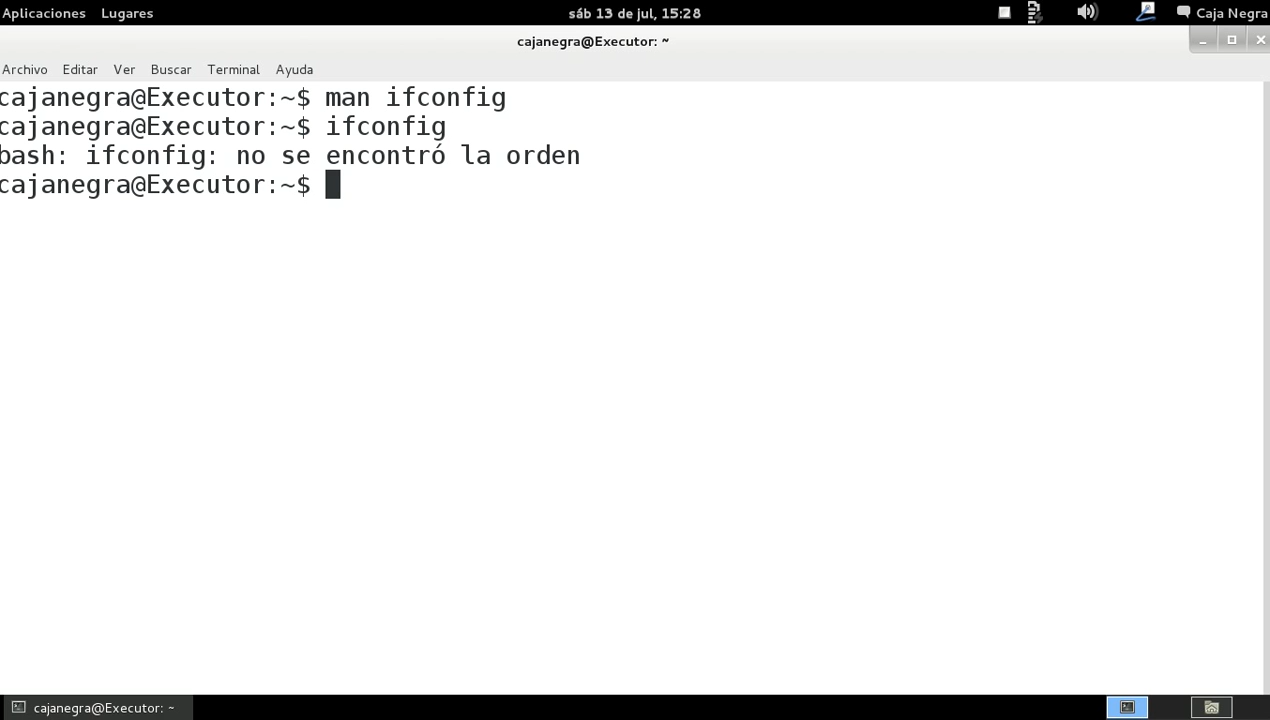 Aplicaciones Lugares sáb 13 de jul, 15:28 Caja Negra
cajanegra@Executor: ~
Archivo Editar Ver Buscar Terminal Ayuda
cajanegra@Executor:~$ man ifconfig
cajanegra@Executor:~$ ifconfig
bash: ifconfig: no se encontró la orden
cajanegra@Executor:~$
cajanegra@Executor: ~